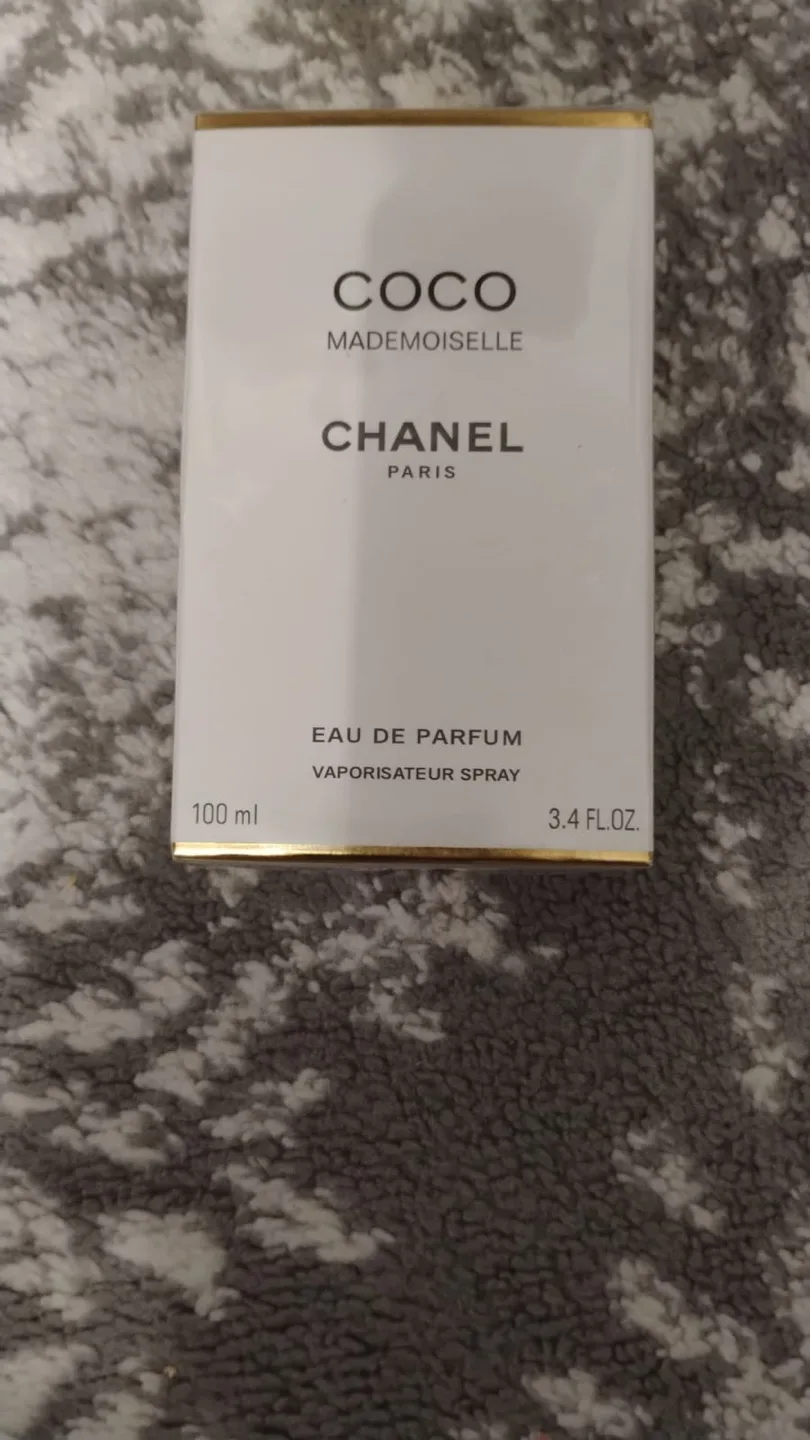 COCO
MADEMOISELLE
CHANEL
PARIS
EAU DE PARFUM
VAPORISATEUR SPRAY
100 ml 3.4 FL.OZ.